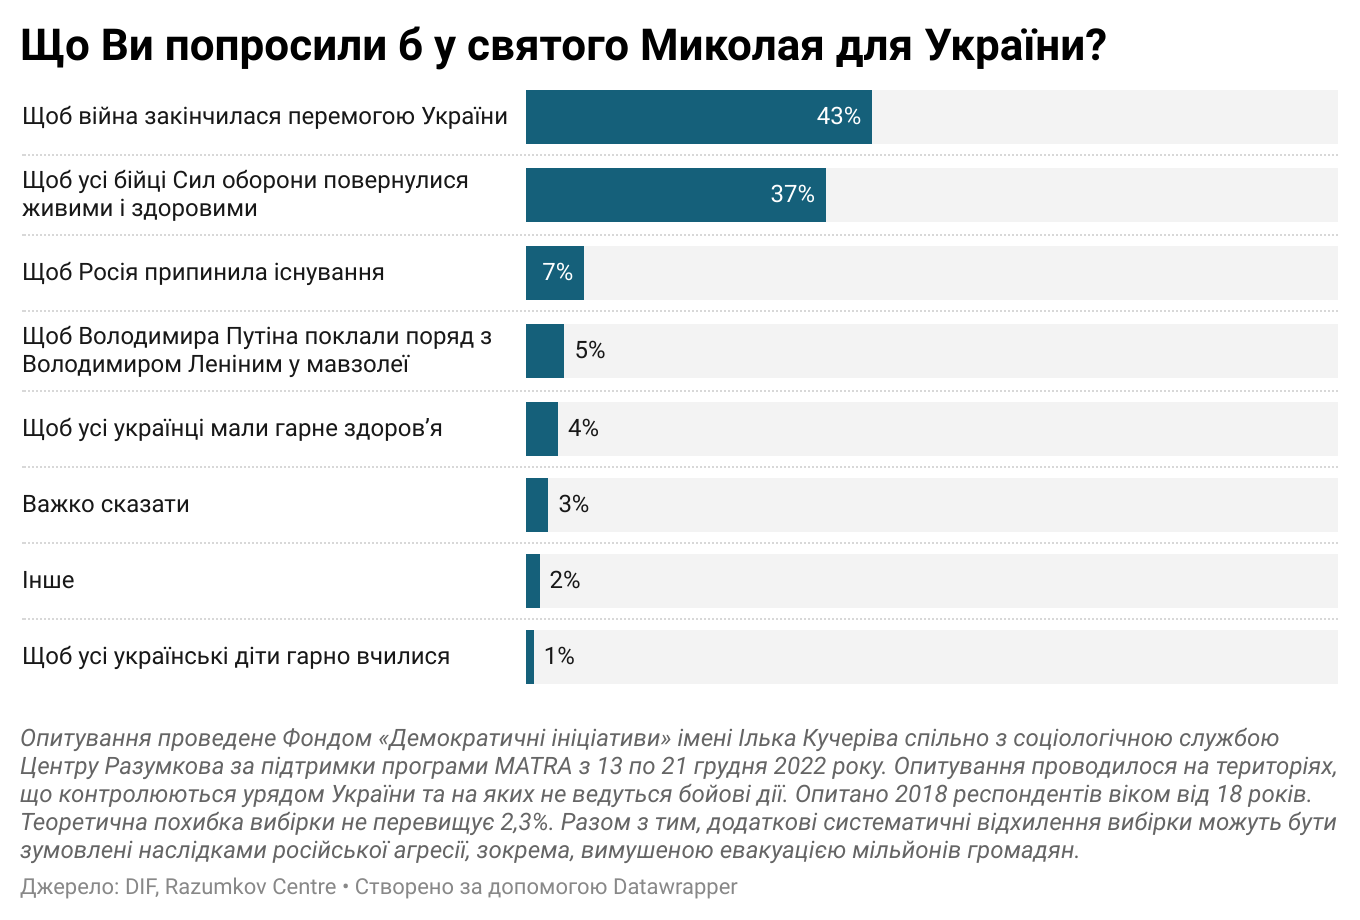 Що Ви попросили б у святого Миколая для України?
Щоб війна закінчилася перемогою України 43%
Щоб усі бійці Сил оборони повернулися
живими і здоровими 37%
Щоб Росія припинила існування 7%
Щоб Володимира Путіна поклали поряд з
Володимиром Леніним у мавзолеї 5%
Щоб усі українці мали гарне здоров’я 4%
Важко сказати 3%
Інше 2%
Щоб усі українські діти гарно вчилися 1%
Опитування проведене Фондом «Демократичні ініціативи» імені Ілька Кучеріва спільно з соціологічною службою
Центру Разумкова за підтримки програми MATRA з 13 по 21 грудня 2022 року. Опитування проводилося на територіях,
що контролюються урядом України та на яких не ведуться бойові дії. Опитано 2018 респондентів віком від 18 років.
Теоретична похибка вибірки не перевищує 2,3%. Разом з тим, додаткові систематичні відхилення вибірки можуть бути
зумовлені наслідками російської агресії, зокрема, вимушеною евакуацією мільйонів громадян.
Джерело: DIF, Razumkov Centre • Створено за допомогою Datawrapper